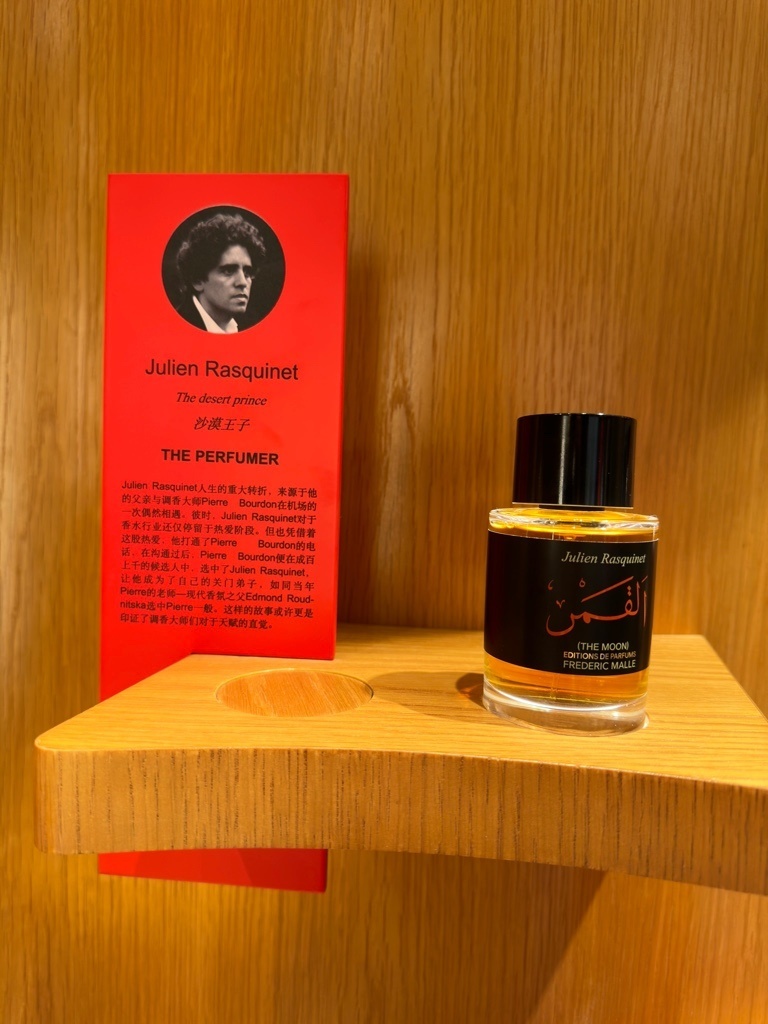 Julien Rasquinet
The desert prince
沙漠王子
THE PERFUMER
Julien Rasquinet人生的重大转折，来源于他
的父亲与调香大师Pierre Bourdon在机场的
一次偶然相遇。彼时，Julien Rasquinet对于
香水行业还仅停留于热爱阶段。但也凭借着
这股热爱，他打通了Pierre Bourdon的电
话，在沟通过后，Pierre Bourdon便在成百
上千的候选人中，选中了Julien Rasquinet，
让他成为了自己的关门弟子，如同当年
Pierre的老师—现代香氛之父Edmond Roud-
nitska选中Pierre一般。这样的故事或许更是
印证了调香大师们对于天赋的直觉。
Julien Rasquinet
القمر
(THE MOON)
EDITIONS DE PARFUMS
FREDERIC MALLE